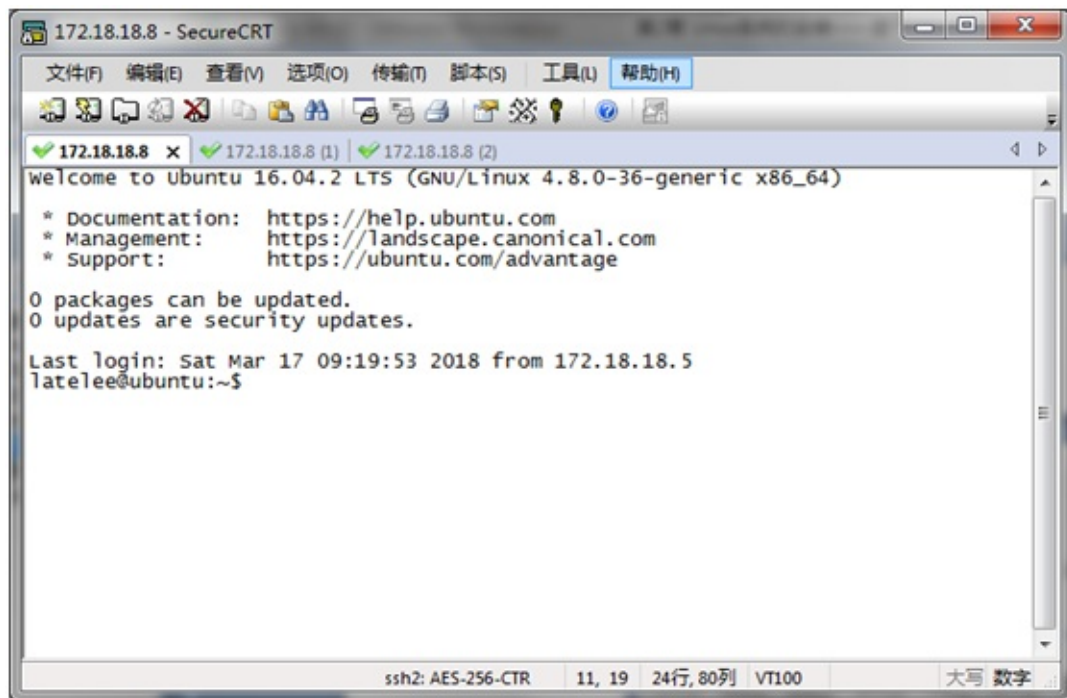 172.18.18.8 - SecureCRT
文件(F) 编辑(E) 查看(V) 选项(O) 传输(T) 脚本(S) 工具(L) 帮助(H)
172.18.18.8 172.18.18.8 (1) 172.18.18.8 (2)
Welcome to Ubuntu 16.04.2 LTS (GNU/Linux 4.8.0-36-generic x86_64)
* Documentation: https://help.ubuntu.com
* Management: https://landscape.canonical.com
* Support: https://ubuntu.com/advantage
0 packages can be updated.
0 updates are security updates.
Last login: Sat Mar 17 09:19:53 2018 from 172.18.18.5
latelee@ubuntu:~$
ssh2: AES-256-CTR 11, 19 24行, 80列 VT100 大写 数字